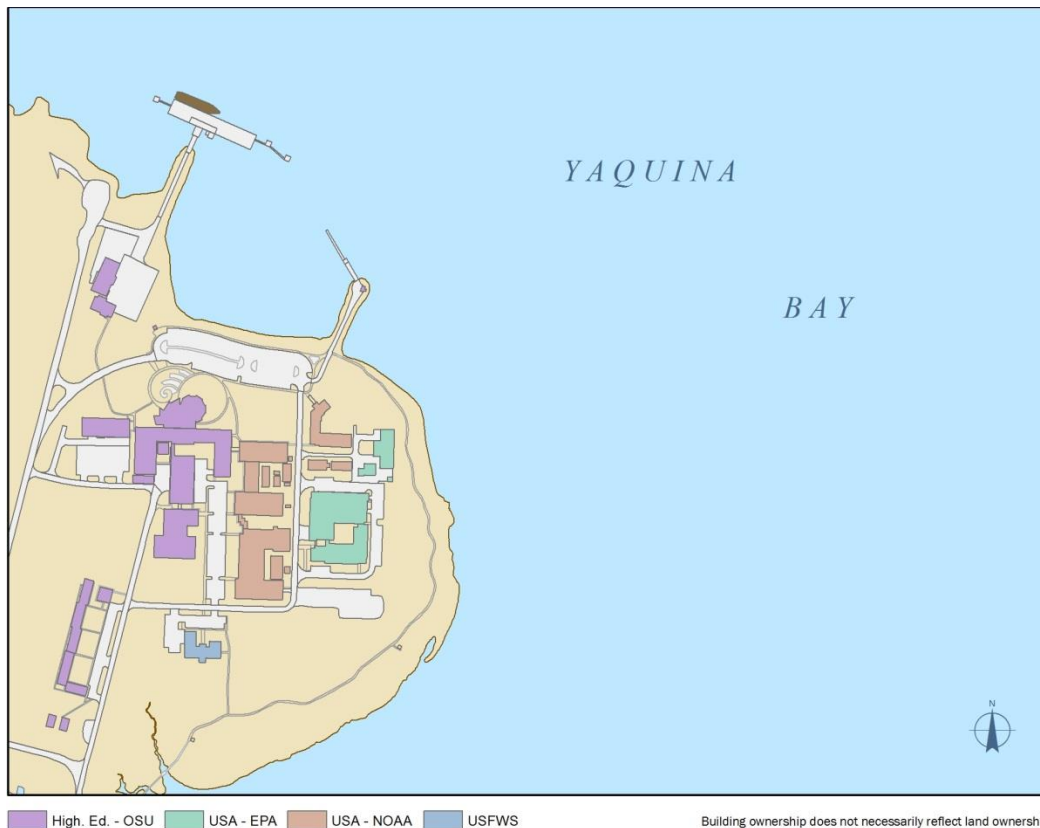 YAQUINA
BAY
N
High. Ed. - OSU USA - EPA USA - NOAA USFWS Building ownership does not necessarily reflect land ownersh